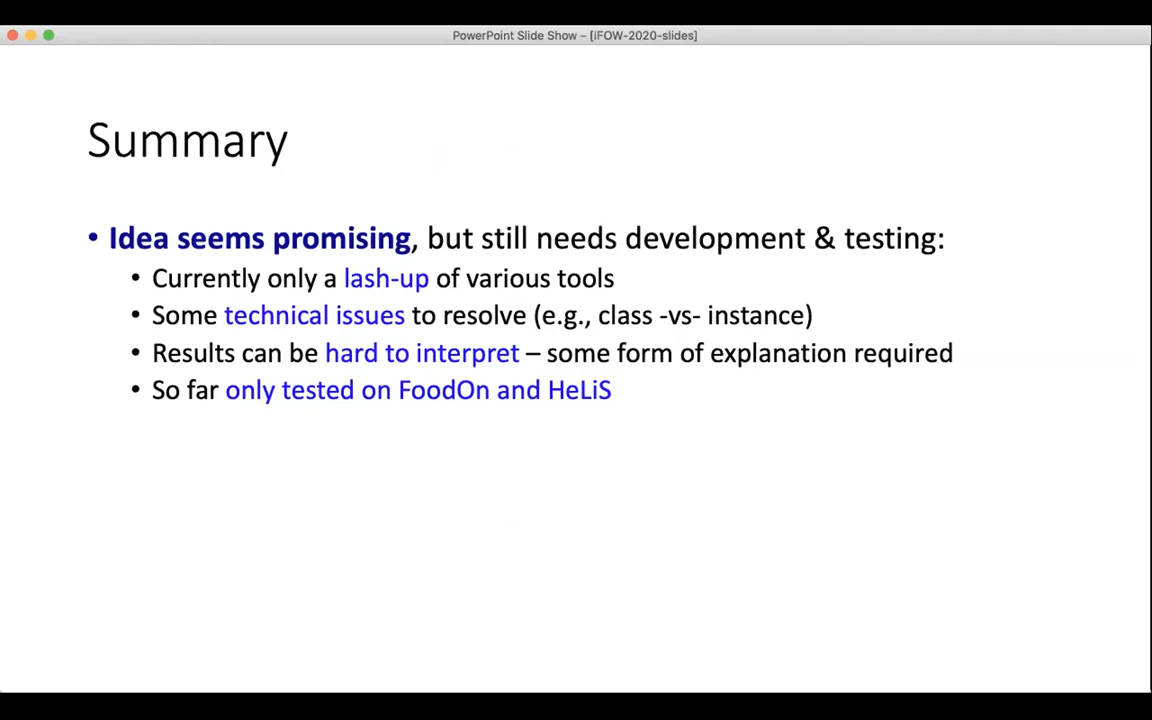 PowerPoint Slide Show – [iFOW-2020-slides]
Summary
• Idea seems promising, but still needs development & testing:
• Currently only a lash-up of various tools
• Some technical issues to resolve (e.g., class -vs- instance)
• Results can be hard to interpret – some form of explanation required
• So far only tested on FoodOn and HeLiS